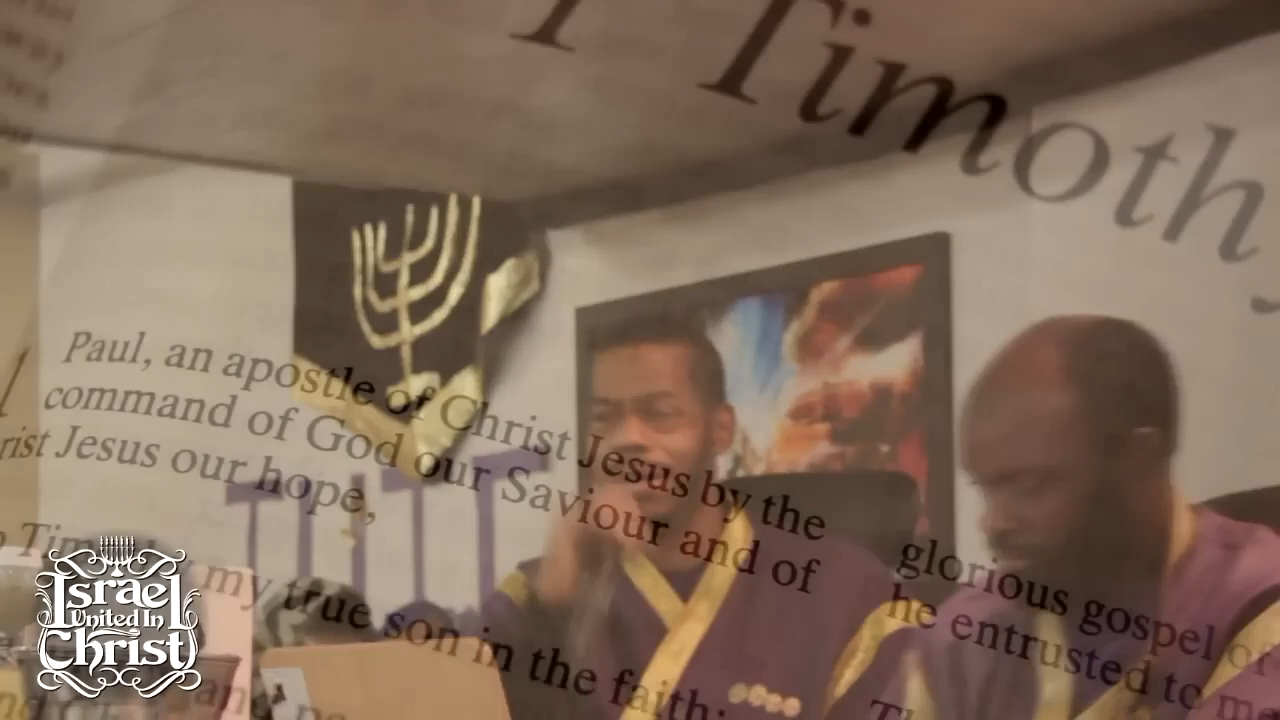 1 Timothy
Paul, an apostle of Christ Jesus by the
command of God our Saviour and of
rist Jesus our hope,
my true son in the faith:
glorious gospel of
he entrusted to me
Israel
United In
Christ